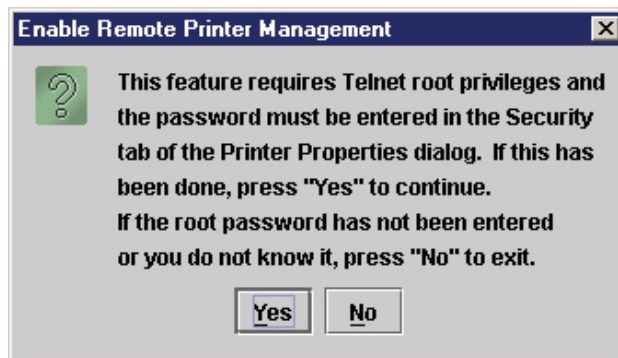 Enable Remote Printer Management
This feature requires Telnet root privileges and
the password must be entered in the Security
tab of the Printer Properties dialog. If this has
been done, press "Yes" to continue.
If the root password has not been entered
or you do not know it, press "No" to exit.
Yes No